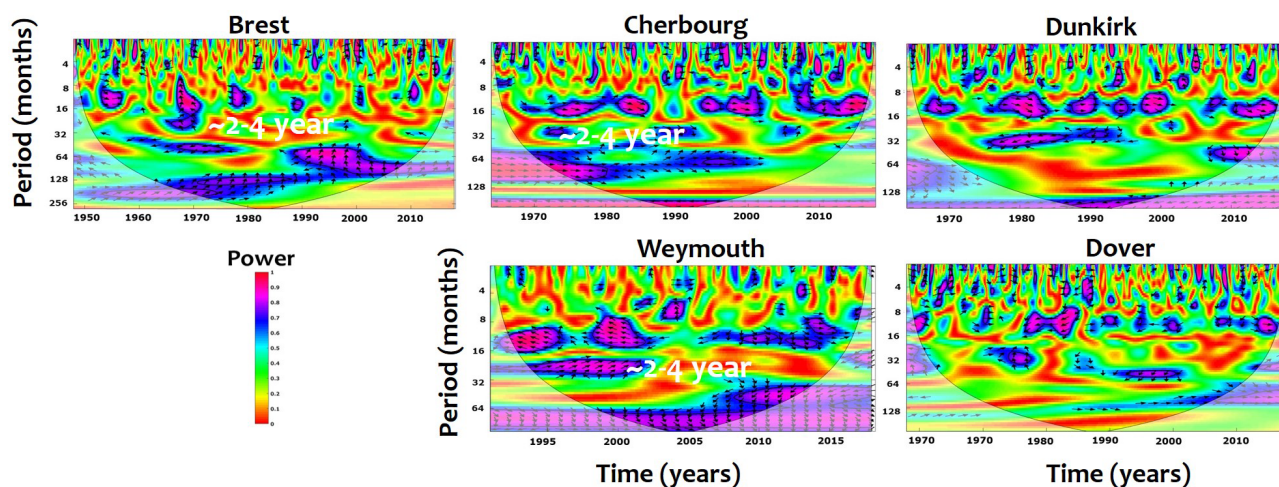 Brest
Cherbourg
Dunkirk
Period (months)
4
8
16
32
64
128
256
~2-4 year
1950 1960 1970 1980 1990 2000 2010
4
8
16
32
64
128
~2-4 year
1970 1980 1990 2000 2010
4
8
16
32
64
128
1970 1980 1990 2000 2010
Power
1
0.9
0.8
0.7
0.6
0.5
0.4
0.3
0.2
0.1
0
Weymouth
Dover
Period (months)
4
8
16
32
64
~2-4 year
1995 2000 2005 2010 2015
4
8
16
32
64
128
1970 1970 1980 1990 2000 2010
Time (years)
Time (years)